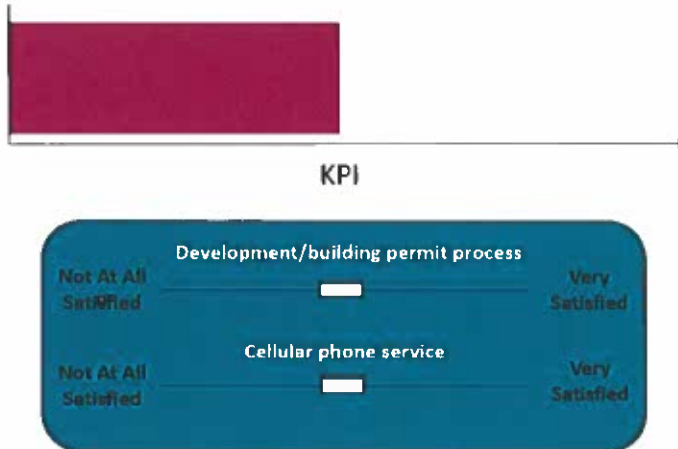 KPI
Development/building permit process
Not At All
Satisfied
Very
Satisfied
Cellular phone service
Not At All
Satisfied
Very
Satisfied